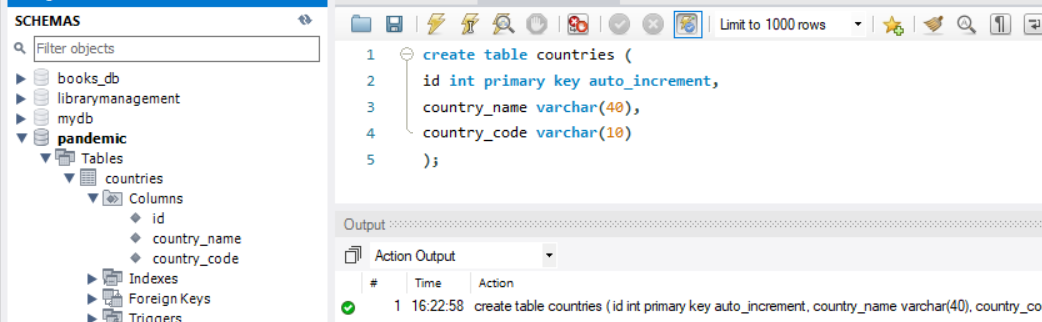 SCHEMAS
Filter objects
books_db
librarymanagement
mydb
pandemic
Tables
countries
Columns
id
country_name
country_code
Indexes
Foreign Keys
Triggers
Limit to 1000 rows
1 create table countries (
2 id int primary key auto_increment,
3 country_name varchar(40),
4 country_code varchar(10)
5 );
Output
Action Output
# Time Action
1 16:22:58 create table countries ( id int primary key auto_increment, country_name varchar(40), country_co